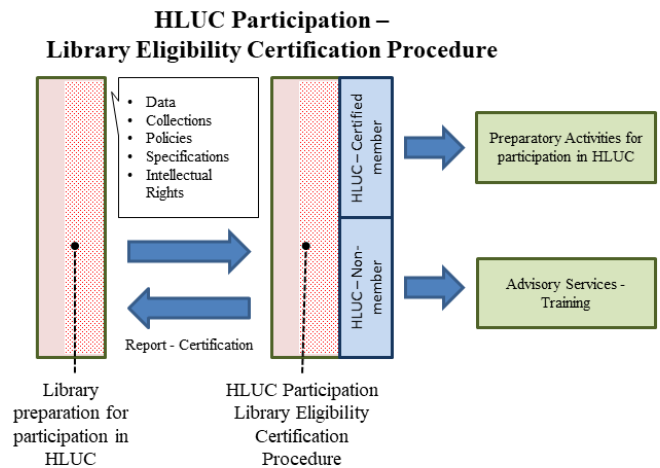 HLUC Participation –
Library Eligibility Certification Procedure
• Data
• Collections
• Policies
• Specifications
• Intellectual
Rights
HLUC – Certified
member
HLUC – Non-
member
Preparatory Activities for
participation in HLUC
Advisory Services -
Training
Report - Certification
Library
preparation for
participation in
HLUC
HLUC Participation
Library Eligibility
Certification
Procedure